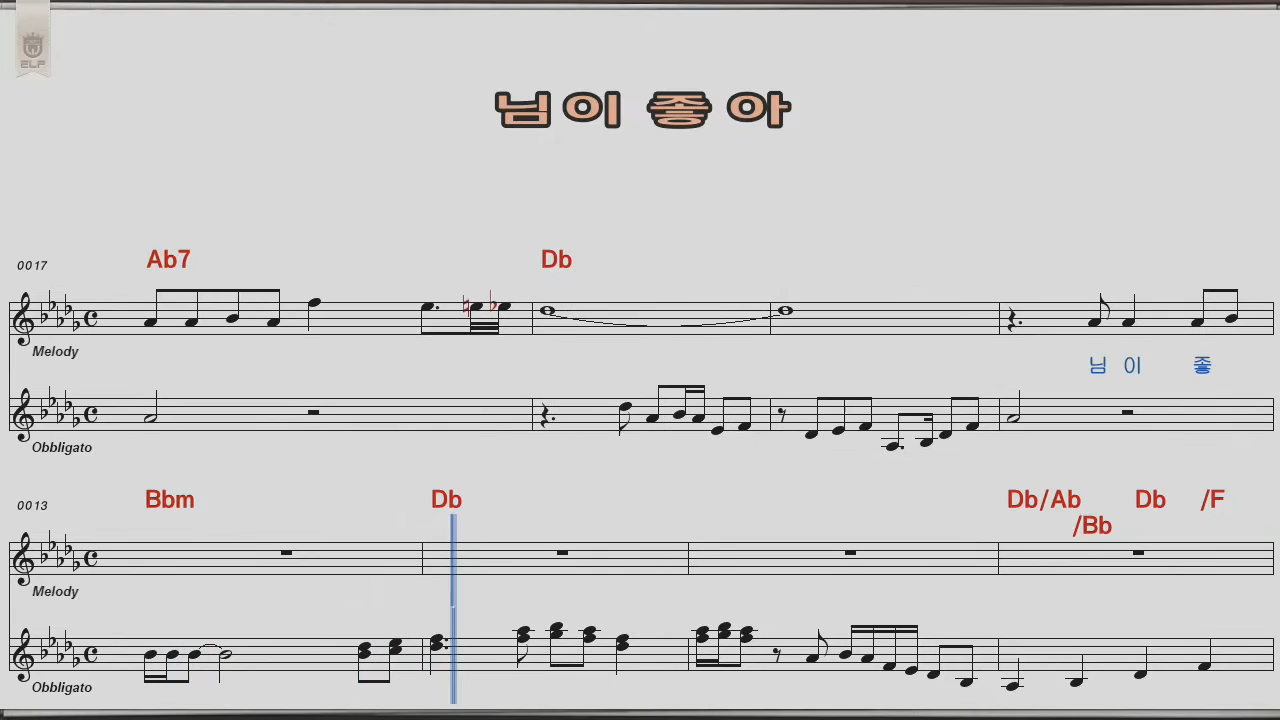 ELF
님이 좋아
Ab7 Db
0017
Melody
님 이 좋
Obbligato
Bbm Db Db/Ab Db /F
/Bb
0013
Melody
Obbligato